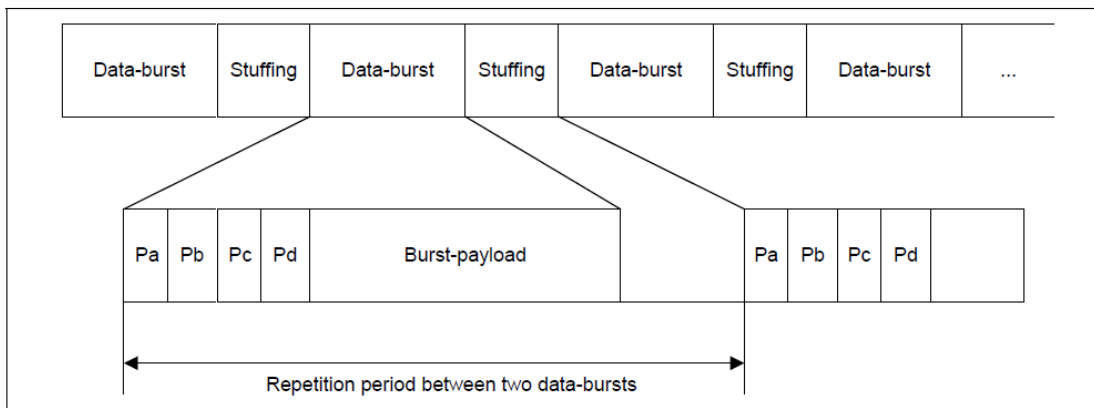 Data-burst Stuffing Data-burst Stuffing Data-burst Stuffing Data-burst ...
Pa Pb Pc Pd Burst-payload Pa Pb Pc Pd
Repetition period between two data-bursts